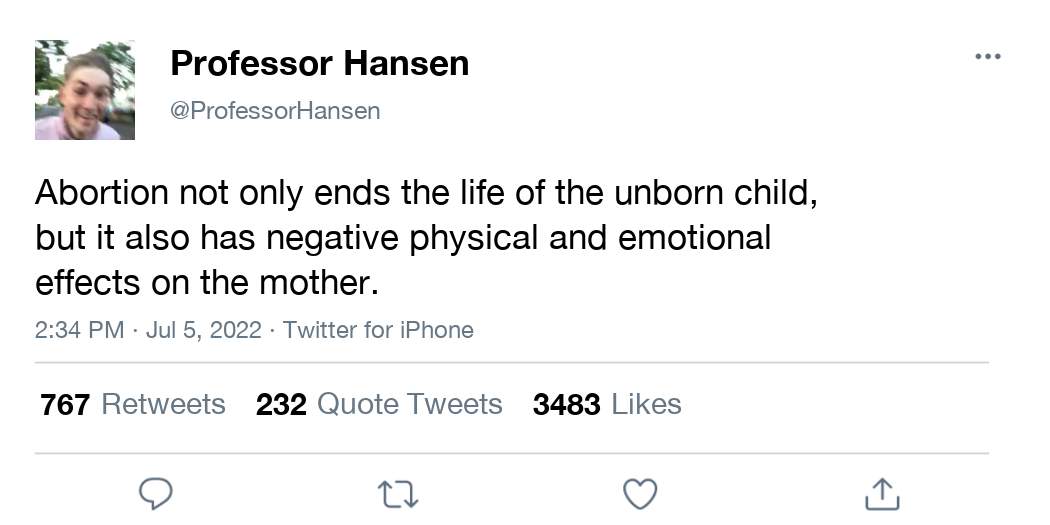 Professor Hansen
@ProfessorHansen
Abortion not only ends the life of the unborn child,
but it also has negative physical and emotional
effects on the mother.
2:34 PM · Jul 5, 2022 · Twitter for iPhone
767 Retweets 232 Quote Tweets 3483 Likes